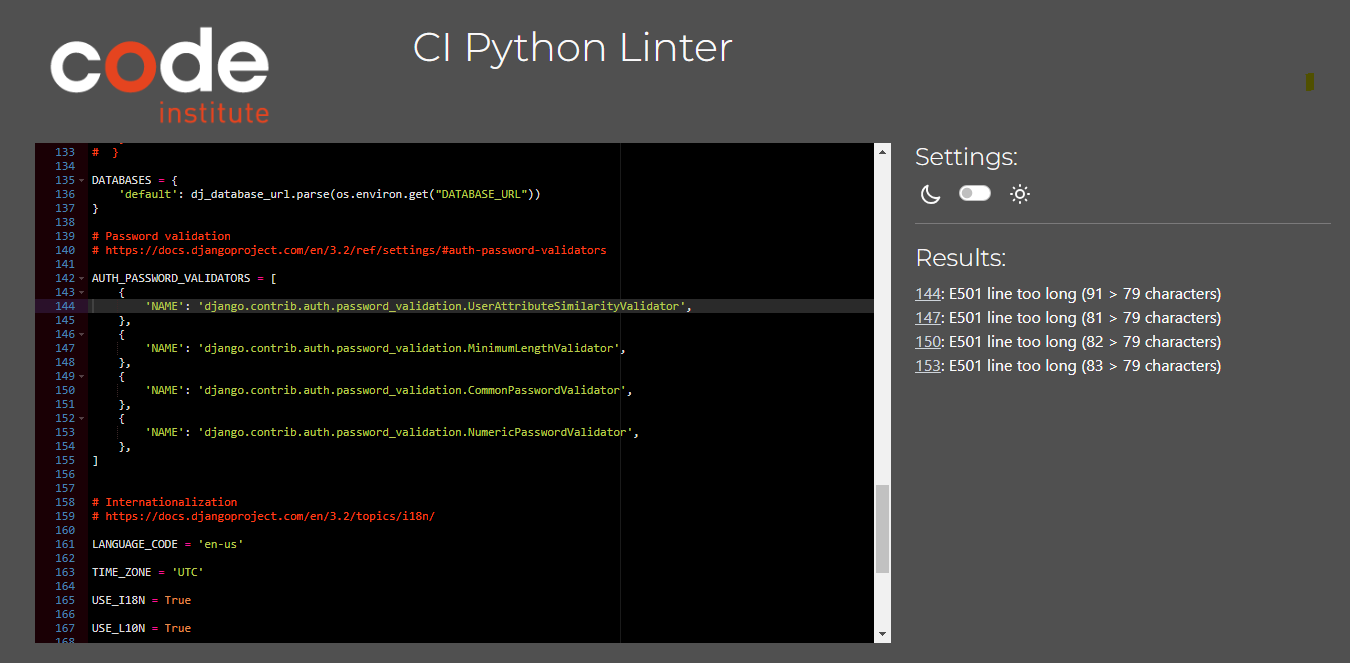 code
institute
CI Python Linter
133 # }
134
135 DATABASES = {
136     'default': dj_database_url.parse(os.environ.get("DATABASE_URL"))
137 }
138
139 # Password validation
140 # https://docs.djangoproject.com/en/3.2/ref/settings/#auth-password-validators
141
142 AUTH_PASSWORD_VALIDATORS = [
143     {
144         'NAME': 'django.contrib.auth.password_validation.UserAttributeSimilarityValidator',
145     },
146     {
147         'NAME': 'django.contrib.auth.password_validation.MinimumLengthValidator',
148     },
149     {
150         'NAME': 'django.contrib.auth.password_validation.CommonPasswordValidator',
151     },
152     {
153         'NAME': 'django.contrib.auth.password_validation.NumericPasswordValidator',
154     },
155 ]
156
157
158 # Internationalization
159 # https://docs.djangoproject.com/en/3.2/topics/i18n/
160
161 LANGUAGE_CODE = 'en-us'
162
163 TIME_ZONE = 'UTC'
164
165 USE_I18N = True
166
167 USE_L10N = True
168
Settings:
Results:
144: E501 line too long (91 > 79 characters)
147: E501 line too long (81 > 79 characters)
150: E501 line too long (82 > 79 characters)
153: E501 line too long (83 > 79 characters)